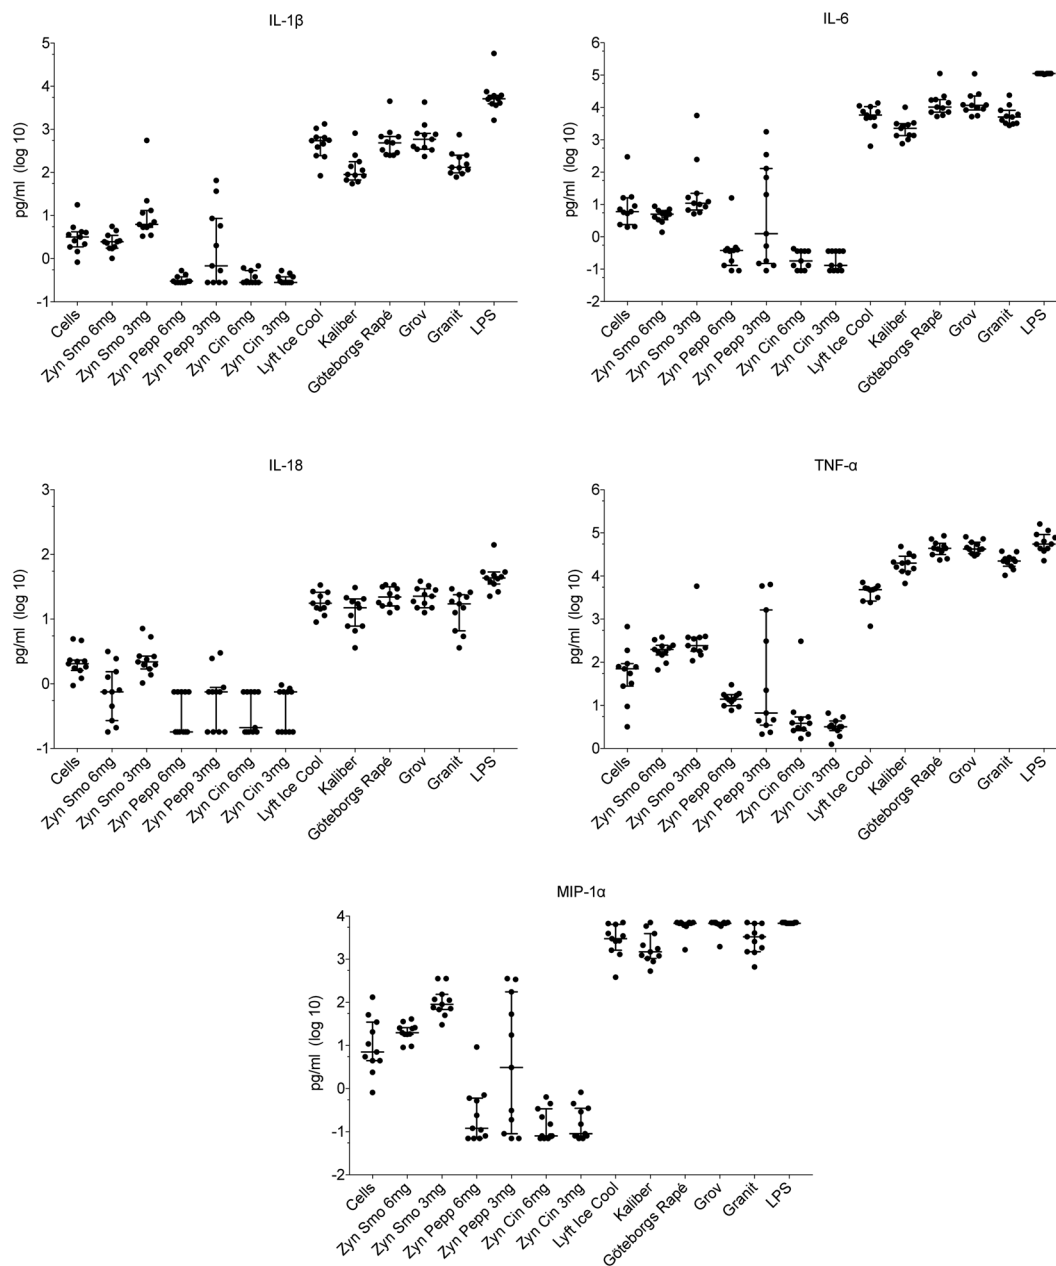 IL-1β
pg/ml (log 10)
5
4
3
2
1
0
-1
Cells
Zyn Smo 6mg
Zyn Smo 3mg
Zyn Pepp 6mg
Zyn Pepp 3mg
Zyn Cin 6mg
Zyn Cin 3mg
Lyft Ice Cool
Kaliber
Göteborgs Rapé
Grov
Granit
LPS
IL-6
pg/ml (log 10)
6
5
4
3
2
1
0
-1
-2
Cells
Zyn Smo 6mg
Zyn Smo 3mg
Zyn Pepp 6mg
Zyn Pepp 3mg
Zyn Cin 6mg
Zyn Cin 3mg
Lyft Ice Cool
Kaliber
Göteborgs Rapé
Grov
Granit
LPS
IL-18
pg/ml (log 10)
3
2
1
0
-1
Cells
Zyn Smo 6mg
Zyn Smo 3mg
Zyn Pepp 6mg
Zyn Pepp 3mg
Zyn Cin 6mg
Zyn Cin 3mg
Lyft Ice Cool
Kaliber
Göteborgs Rapé
Grov
Granit
LPS
TNF-α
pg/ml (log 10)
6
5
4
3
2
1
0
Cells
Zyn Smo 6mg
Zyn Smo 3mg
Zyn Pepp 6mg
Zyn Pepp 3mg
Zyn Cin 6mg
Zyn Cin 3mg
Lyft Ice Cool
Kaliber
Göteborgs Rapé
Grov
Granit
LPS
MIP-1α
pg/ml (log 10)
4
3
2
1
0
-1
-2
Cells
Zyn Smo 6mg
Zyn Smo 3mg
Zyn Pepp 6mg
Zyn Pepp 3mg
Zyn Cin 6mg
Zyn Cin 3mg
Lyft Ice Cool
Kaliber
Göteborgs Rapé
Grov
Granit
LPS